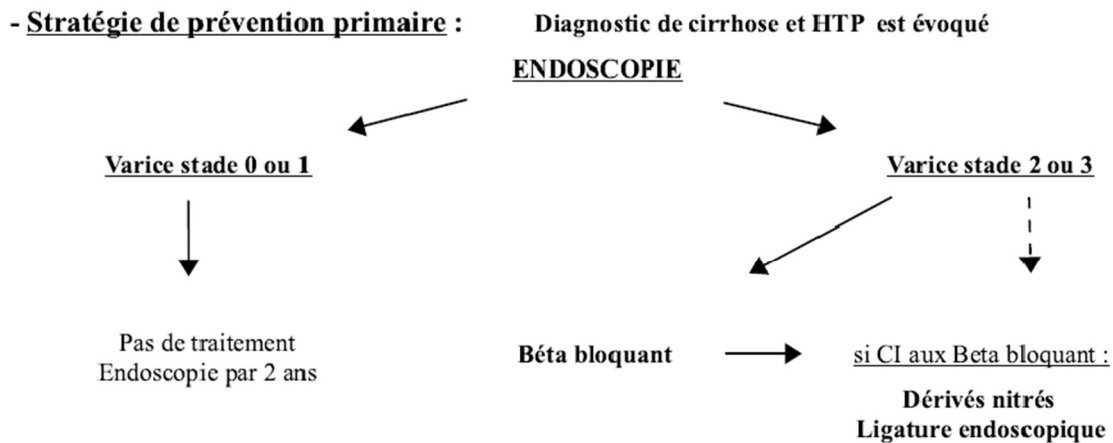 - Stratégie de prévention primaire : Diagnostic de cirrhose et HTP est évoqué
ENDOSCOPIE
Varice stade 0 ou 1
Varice stade 2 ou 3
Pas de traitement
Endoscopie par 2 ans
Béta bloquant
si CI aux Beta bloquant :
Dérivés nitrés
Ligature endoscopique